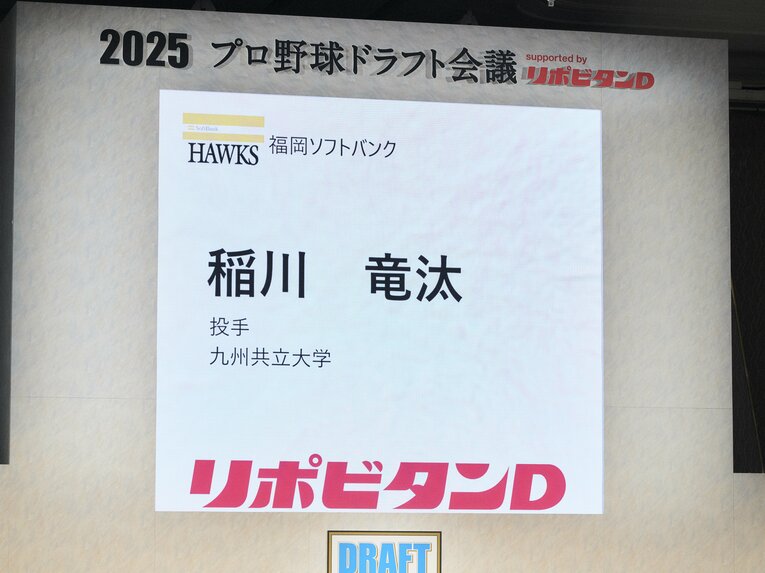 2025 プロ野球ドラフト会議 supported by リポビタンD
SoftBank
HAWKS 福岡ソフトバンク
稲川 竜汰
投手
九州共立大学
リポビタンD
DRAFT